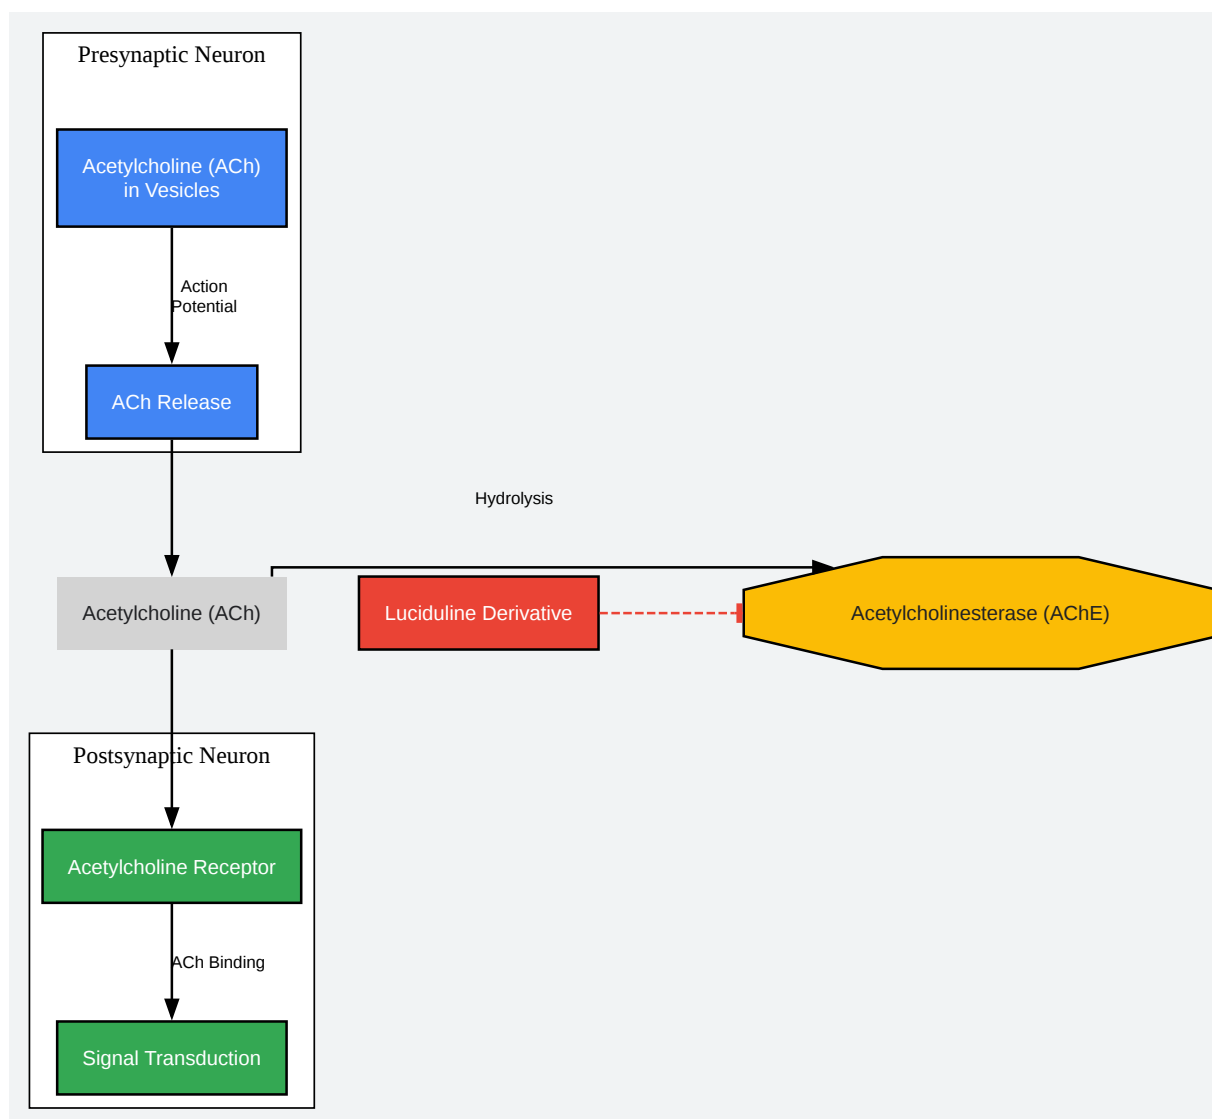 Presynaptic Neuron
Acetylcholine (ACh)
in Vesicles
Action
Potential
ACh Release
Hydrolysis
Acetylcholine (ACh)
Luciduline Derivative
Acetylcholinesterase (AChE)
Postsynaptic Neuron
Acetylcholine Receptor
ACh Binding
Signal Transduction